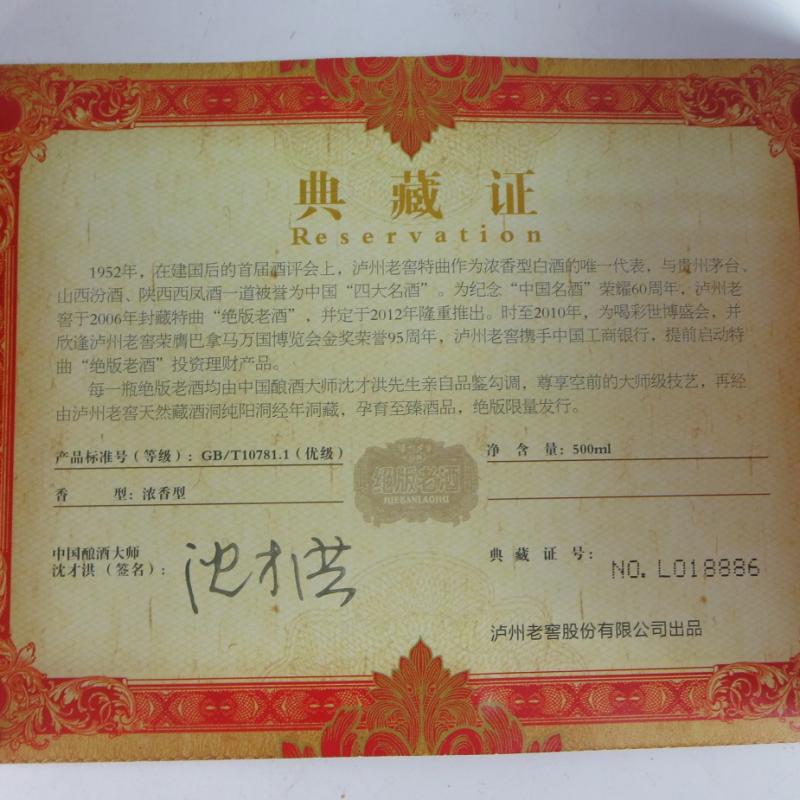 典藏证
Reservation
1952年，在建国后的首届酒评会上，泸州老窖特曲作为浓香型白酒的唯一代表，与贵州茅台、
山西汾酒、陕西西凤酒一道被誉为中国“四大名酒”。为纪念“中国名酒”荣耀60周年，泸州老
窖于2006年封藏特曲“绝版老酒”，并定于2012年隆重推出。时至2010年，为喝彩世博盛会，并
欣逢泸州老窖荣膺巴拿马万国博览会金奖荣誉95周年，泸州老窖携手中国工商银行，提前启动特
曲“绝版老酒”投资理财产品。
每一瓶绝版老酒均由中国酿酒大师沈才洪先生亲自品鉴勾调，尊享空前的大师级技艺，再经
由泸州老窖天然藏酒洞纯阳洞经年洞藏，孕育至臻酒品，绝版限量发行。
产品标准号（等级）：GB/T10781.1（优级）
净 含 量：500ml
香 型：浓香型
绝版老酒
JUEBANLAOJIU
中国酿酒大师
沈才洪（签名）：
沈才洪
典 藏 证 号：
NO. L018886
泸州老窖股份有限公司出品